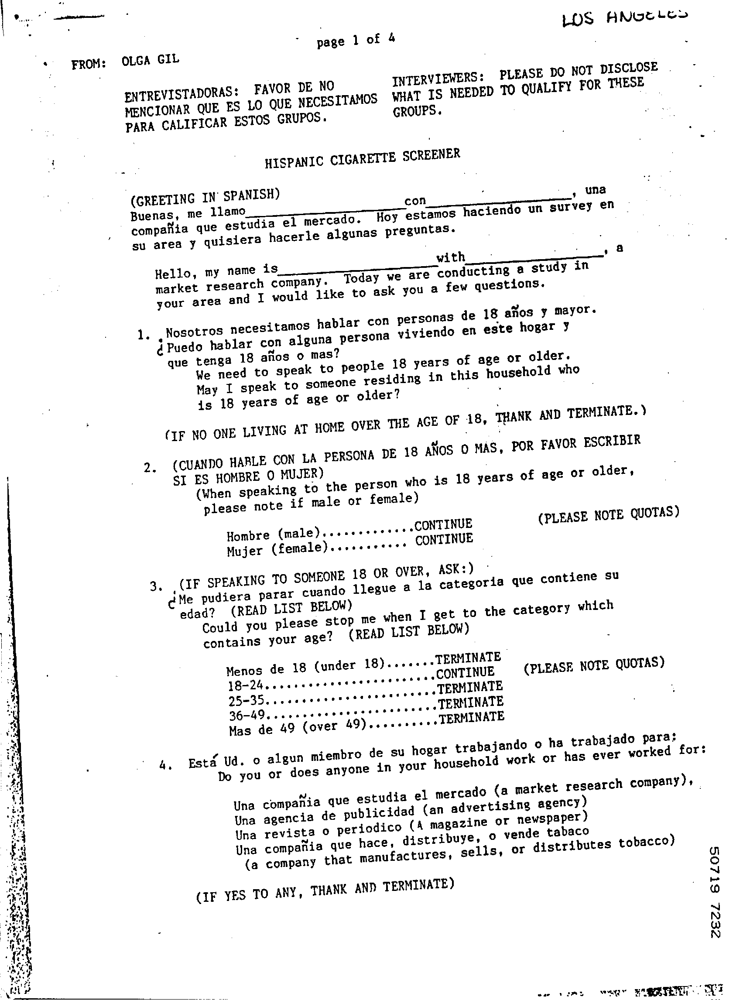 LOS ANGELES
page 1 of 4
FROM: OLGA GIL
ENTREVISTADORAS: FAVOR DE NO
MENCIONAR QUE ES LO QUE NECESITAMOS
PARA CALIFICAR ESTOS GRUPOS.
INTERVIEWERS: PLEASE DO NOT DISCLOSE
WHAT IS NEEDED TO QUALIFY FOR THESE
GROUPS.
HISPANIC CIGARETTE SCREENER
(GREETING IN SPANISH)
Buenas, me llamo____________________con____________________, una
compañia que estudia el mercado. Hoy estamos haciendo un survey en
su area y quisiera hacerle algunas preguntas.
Hello, my name is____________________with____________________, a
market research company. Today we are conducting a study in
your area and I would like to ask you a few questions.
1. Nosotros necesitamos hablar con personas de 18 años y mayor.
¿Puedo hablar con alguna persona viviendo en este hogar y
que tenga 18 años o mas?
We need to speak to people 18 years of age or older.
May I speak to someone residing in this household who
is 18 years of age or older?
(IF NO ONE LIVING AT HOME OVER THE AGE OF 18, THANK AND TERMINATE.)
2. (CUANDO HABLE CON LA PERSONA DE 18 AÑOS O MAS, POR FAVOR ESCRIBIR
SI ES HOMBRE O MUJER)
(When speaking to the person who is 18 years of age or older,
please note if male or female)
Hombre (male).............CONTINUE (PLEASE NOTE QUOTAS)
Mujer (female)........... CONTINUE
3. (IF SPEAKING TO SOMEONE 18 OR OVER, ASK:)
¿Me pudiera parar cuando llegue a la categoria que contiene su
edad? (READ LIST BELOW)
Could you please stop me when I get to the category which
contains your age? (READ LIST BELOW)
Menos de 18 (under 18).......TERMINATE
18-24........................CONTINUE (PLEASE NOTE QUOTAS)
25-35........................TERMINATE
36-49........................TERMINATE
Mas de 49 (over 49)..........TERMINATE
4. Está Ud. o algun miembro de su hogar trabajando o ha trabajado para:
Do you or does anyone in your household work or has ever worked for:
Una compañia que estudia el mercado (a market research company),
Una agencia de publicidad (an advertising agency)
Una revista o periodico (A magazine or newspaper)
Una compañia que hace, distribuye, o vende tabaco
(a company that manufactures, sells, or distributes tobacco)
(IF YES TO ANY, THANK AND TERMINATE)
50719 7232